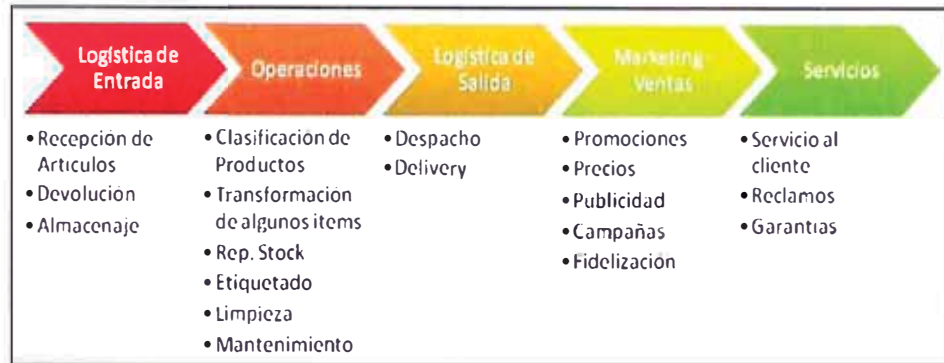 Logística de
Entrada
Operaciones
Logística de
Salida
Marketing
Ventas
Servicios
• Recepción de
Artículos
• Devolución
• Almacenaje
• Clasificación de
Productos
• Transformación
de algunos items
• Rep. Stock
• Etiquetado
• Limpieza
• Mantenimiento
• Despacho
• Delivery
• Promociones
• Precios
• Publicidad
• Campañas
• Fidelización
• Servicio al
cliente
• Reclamos
• Garantías